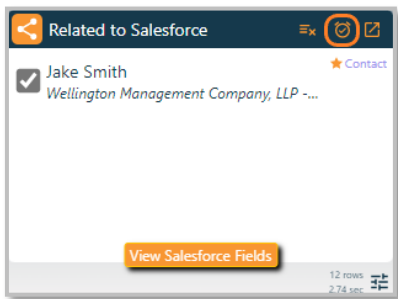 Related to Salesforce
Contact
Jake Smith
Wellington Management Company, LLP -...
View Salesforce Fields
12 rows
2.74 sec